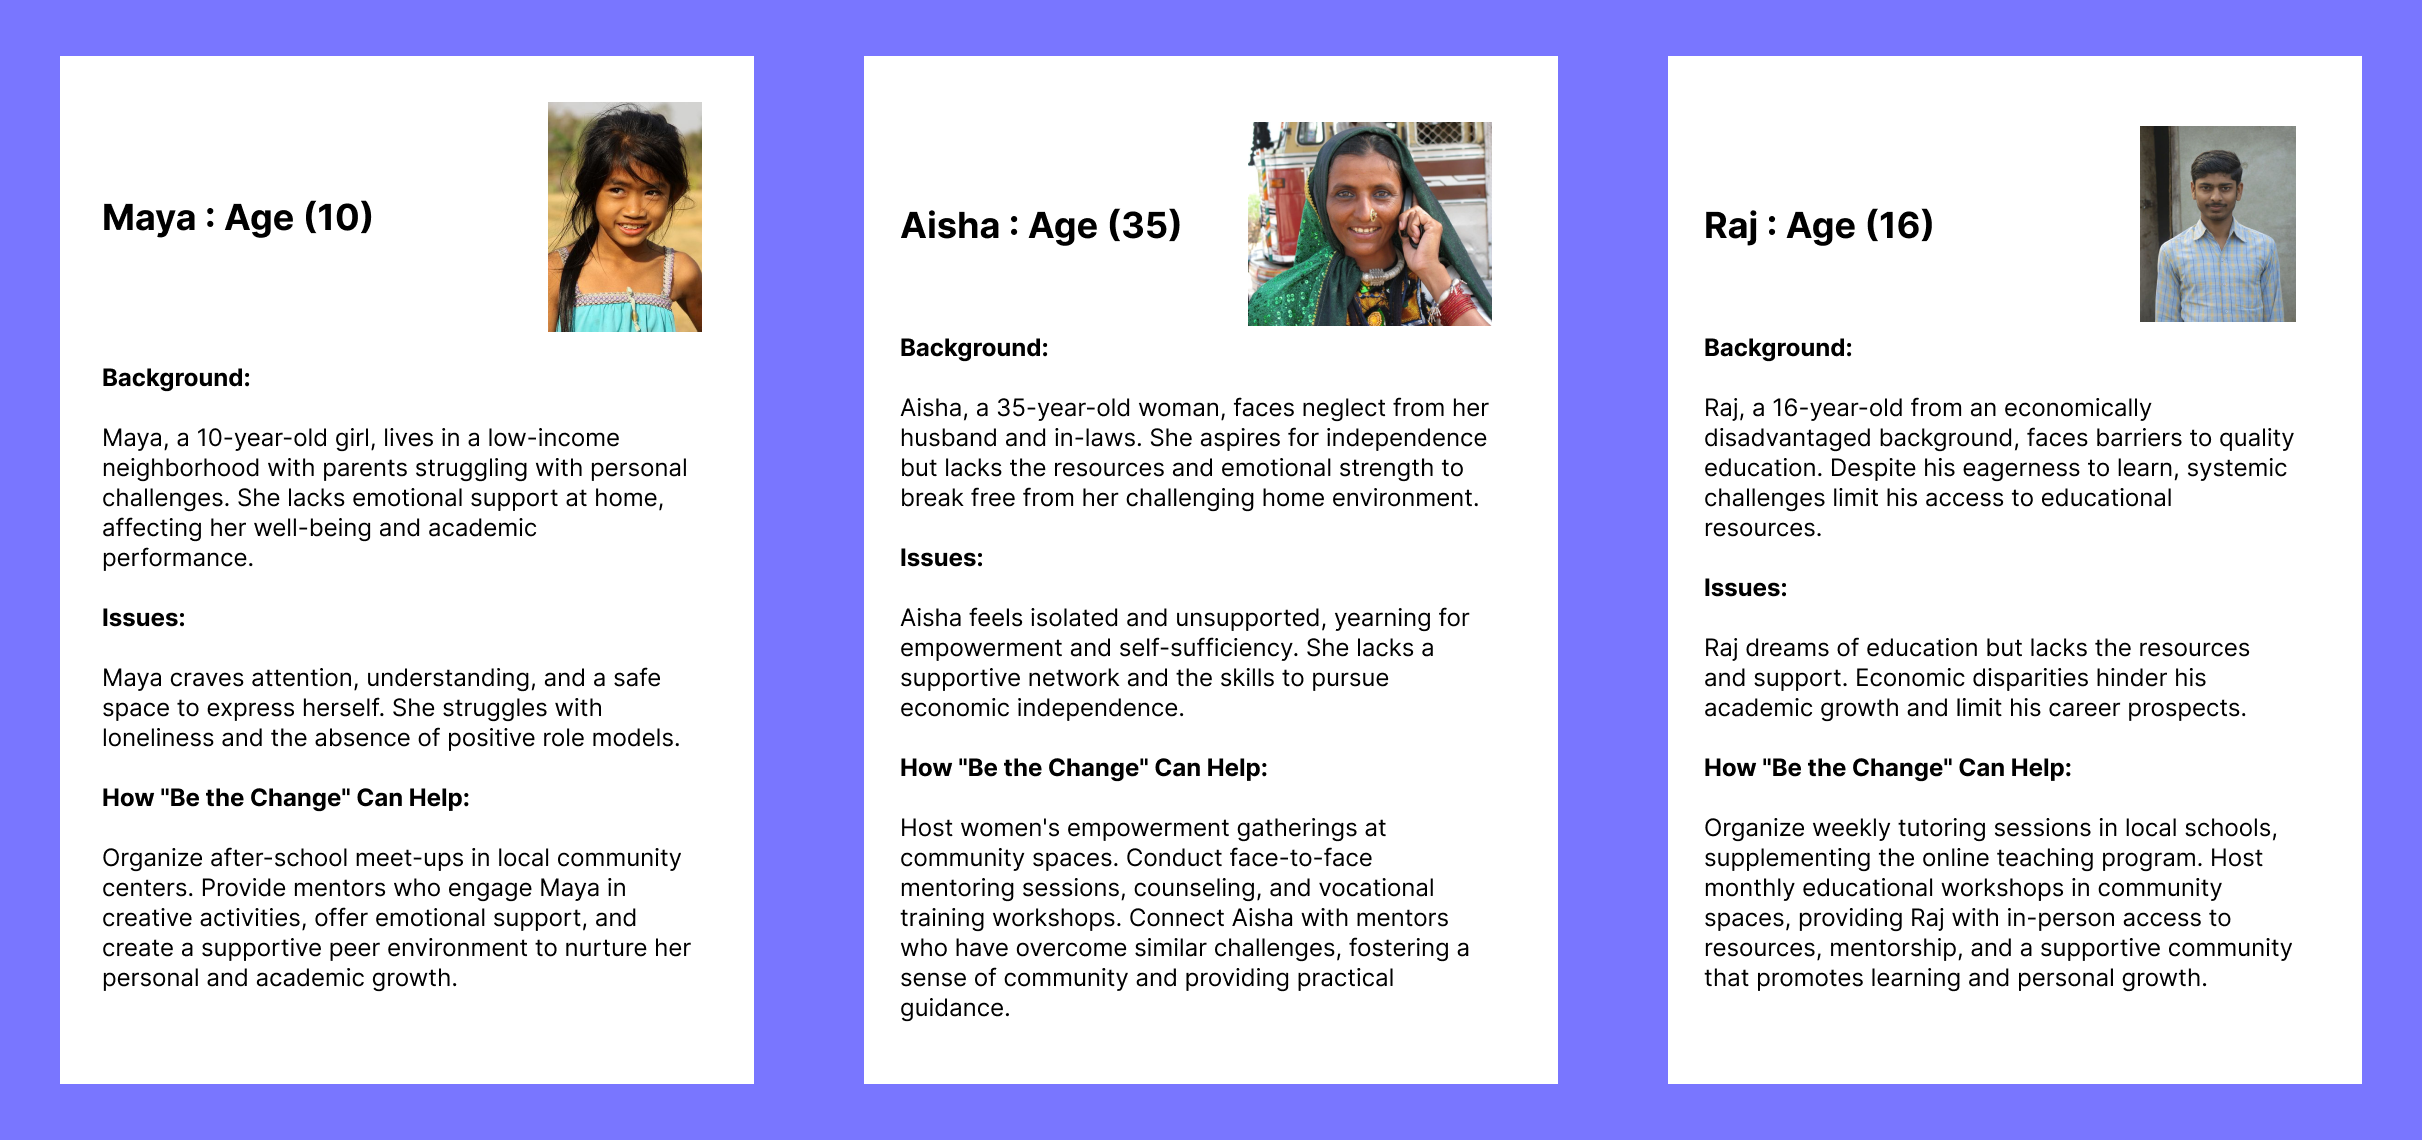 Maya : Age (10)
Background:
Maya, a 10-year-old girl, lives in a low-income
neighborhood with parents struggling with personal
challenges. She lacks emotional support at home,
affecting her well-being and academic
performance.
Issues:
Maya craves attention, understanding, and a safe
space to express herself. She struggles with
loneliness and the absence of positive role models.
How "Be the Change" Can Help:
Organize after-school meet-ups in local community
centers. Provide mentors who engage Maya in
creative activities, offer emotional support, and
create a supportive peer environment to nurture her
personal and academic growth.
Aisha : Age (35)
Background:
Aisha, a 35-year-old woman, faces neglect from her
husband and in-laws. She aspires for independence
but lacks the resources and emotional strength to
break free from her challenging home environment.
Issues:
Aisha feels isolated and unsupported, yearning for
empowerment and self-sufficiency. She lacks a
supportive network and the skills to pursue
economic independence.
How "Be the Change" Can Help:
Host women's empowerment gatherings at
community spaces. Conduct face-to-face
mentoring sessions, counseling, and vocational
training workshops. Connect Aisha with mentors
who have overcome similar challenges, fostering a
sense of community and providing practical
guidance.
Raj : Age (16)
Background:
Raj, a 16-year-old from an economically
disadvantaged background, faces barriers to quality
education. Despite his eagerness to learn, systemic
challenges limit his access to educational
resources.
Issues:
Raj dreams of education but lacks the resources
and support. Economic disparities hinder his
academic growth and limit his career prospects.
How "Be the Change" Can Help:
Organize weekly tutoring sessions in local schools,
supplementing the online teaching program. Host
monthly educational workshops in community
spaces, providing Raj with in-person access to
resources, mentorship, and a supportive community
that promotes learning and personal growth.